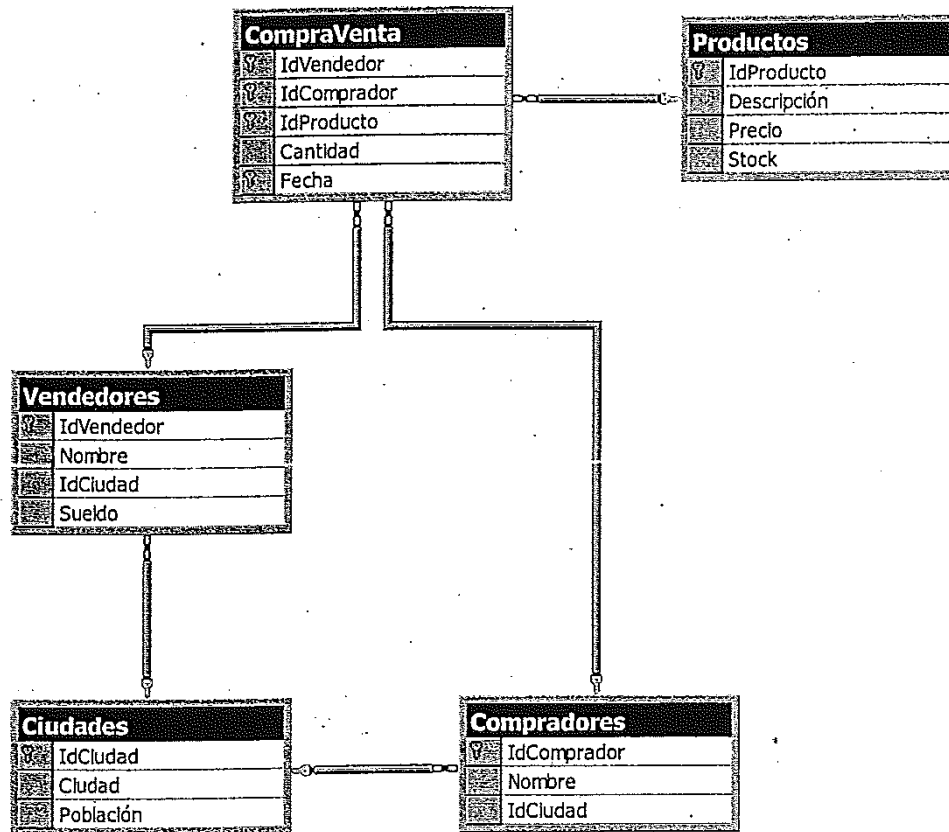 CompraVenta
IdVendedor
IdComprador
IdProducto
Cantidad
Fecha
Productos
IdProducto
Descripción
Precio
Stock
Vendedores
IdVendedor
Nombre
IdCiudad
Sueldo
Ciudades
IdCiudad
Ciudad
Población
Compradores
IdComprador
Nombre
IdCiudad